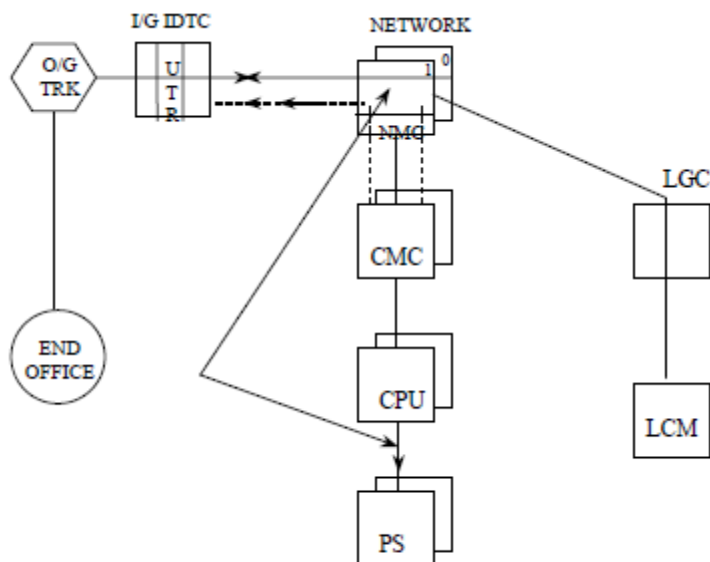 I/G IDTC
NETWORK
O/G
TRK
U
T
R
0
1
NMC
LGC
CMC
END
OFFICE
CPU
LCM
PS